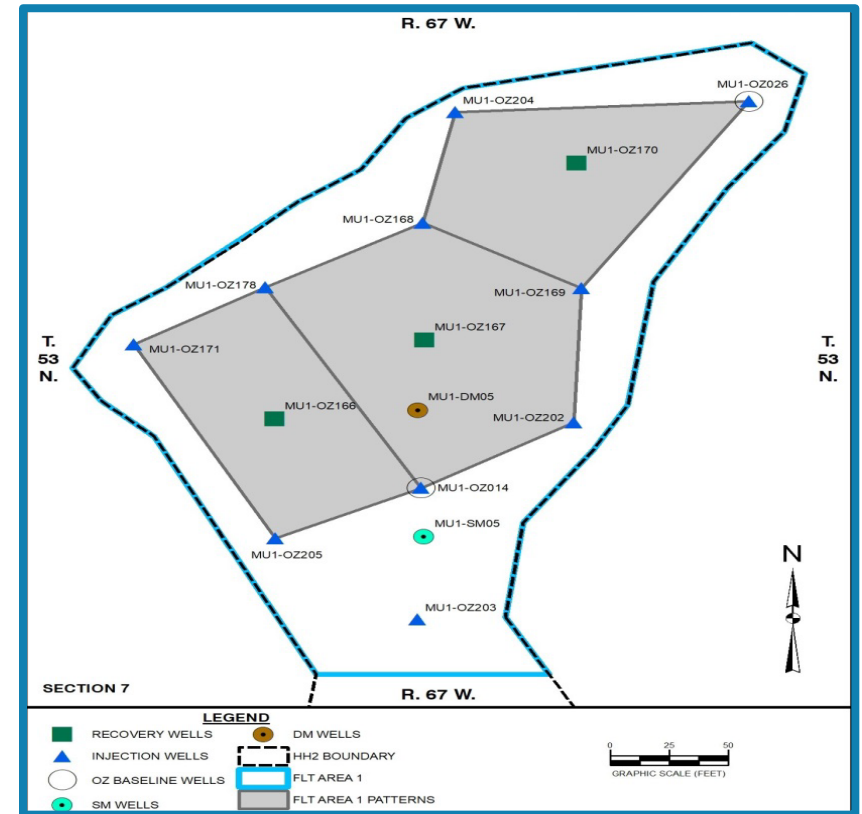 R. 67 W.
MU1-OZ026
MU1-OZ204
MU1-OZ170
MU1-OZ168
MU1-OZ178
MU1-OZ169
T.
53
N.
MU1-OZ167
T.
53
N.
MU1-OZ171
MU1-DM05
MU1-OZ166
MU1-OZ202
MU1-OZ014
MU1-SM05
MU1-OZ205
N
MU1-OZ203
SECTION 7
R. 67 W.
LEGEND
RECOVERY WELLS
INJECTION WELLS
OZ BASELINE WELLS
SM WELLS
DM WELLS
HH2 BOUNDARY
FLT AREA 1
FLT AREA 1 PATTERNS
0 25 50
GRAPHIC SCALE (FEET)